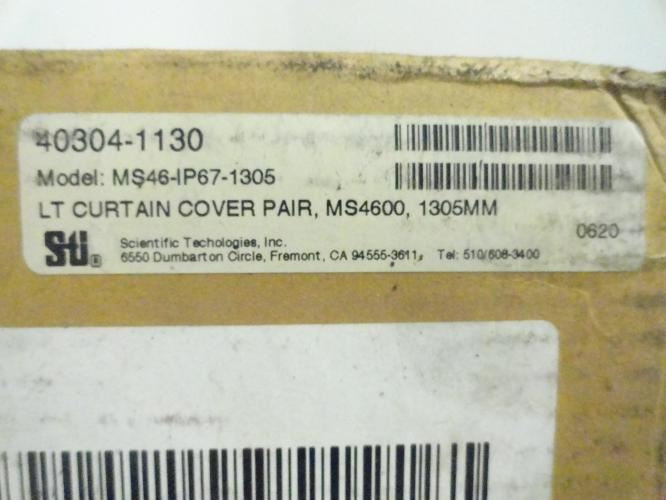 40304-1130
Model: MS46-IP67-1305
LT CURTAIN COVER PAIR, MS4600, 1305MM
0620
Sti ®
Scientific Techologies, Inc.
6550 Dumbarton Circle, Fremont, CA 94555-3611, Tel: 510/608-3400